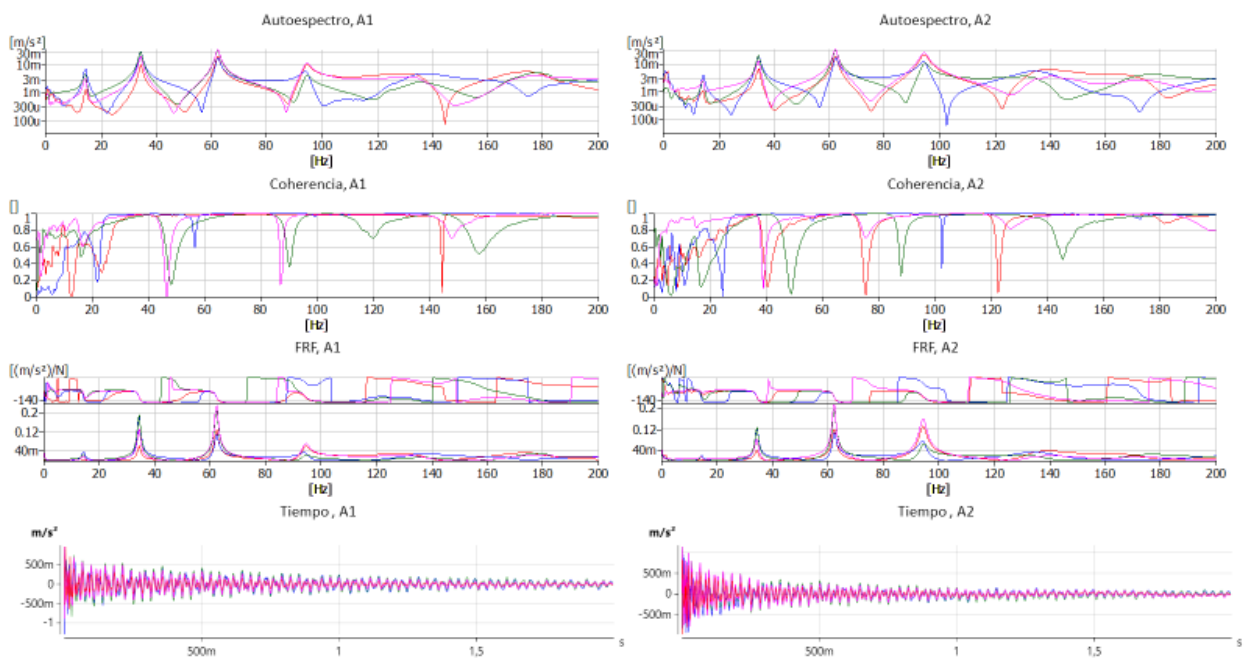 Autoespectro, A1
[m/s²]
30m
10m
3m
1m
300u
100u
0 20 40 60 80 100 120 140 160 180 200
[Hz]
Autoespectro, A2
[m/s²]
30m
10m
3m
1m
300u
100u
0 20 40 60 80 100 120 140 160 180 200
[Hz]
Coherencia, A1
[]
1
0.8
0.6
0.4
0.2
0
0 20 40 60 80 100 120 140 160 180 200
[Hz]
Coherencia, A2
[]
1
0.8
0.6
0.4
0.2
0
0 20 40 60 80 100 120 140 160 180 200
[Hz]
FRF, A1
[(m/s²)/N]
-140
0.2
0.12
40m
0 20 40 60 80 100 120 140 160 180 200
[Hz]
FRF, A2
[(m/s²)/N]
-140
0.2
0.12
40m
0 20 40 60 80 100 120 140 160 180 200
[Hz]
Tiempo , A1
m/s²
500m
0
-500m
-1
500m 1 1,5 s
Tiempo , A2
m/s²
500m
0
-500m
500m 1 1,5 s